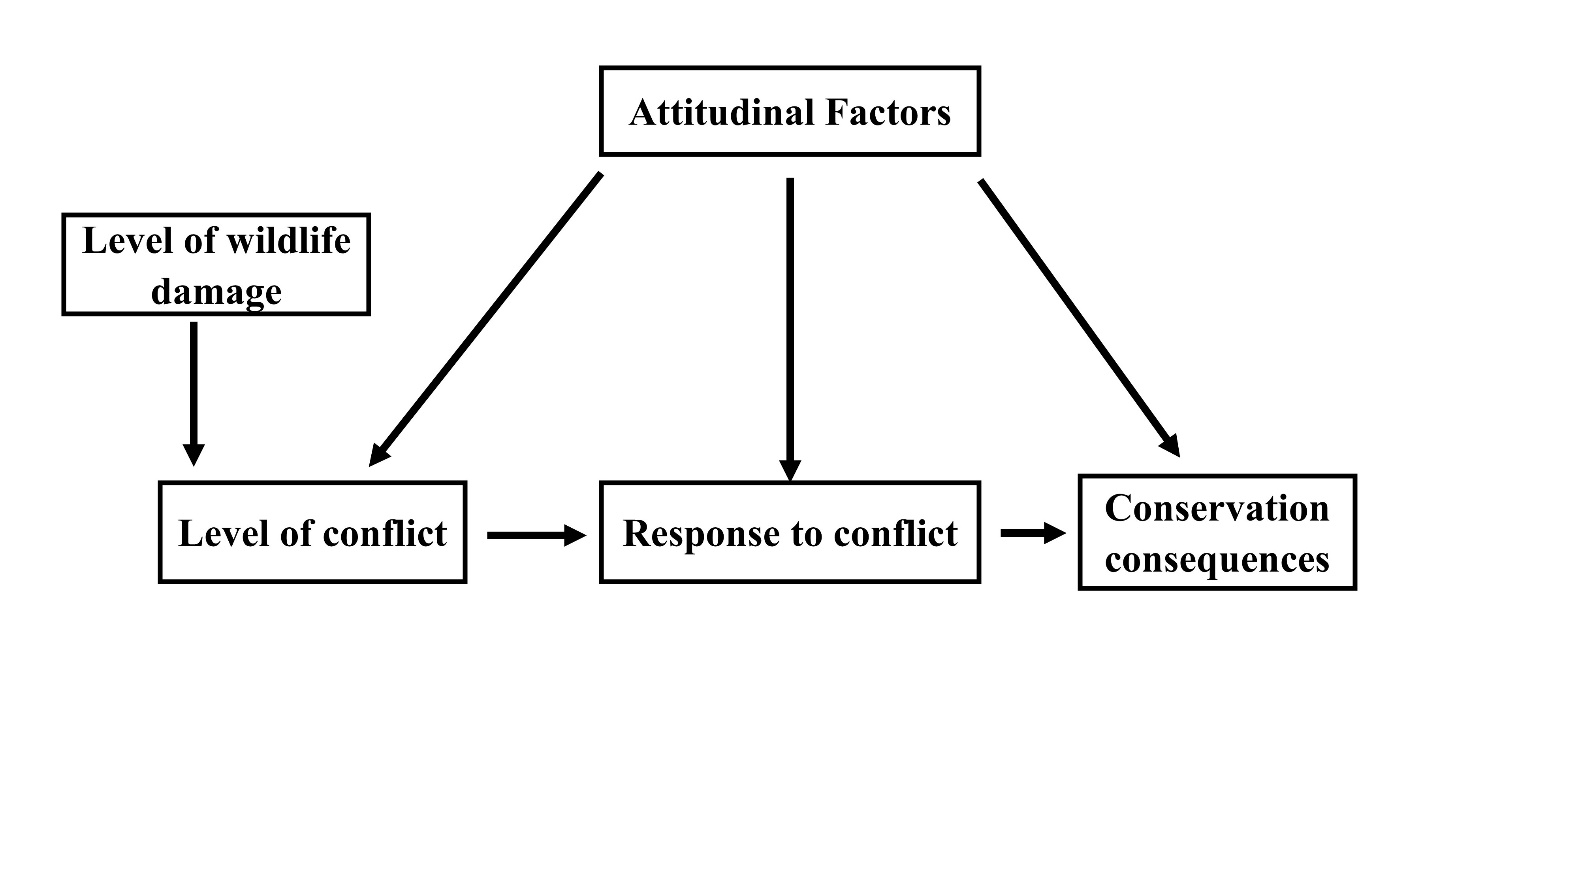 Attitudinal Factors
Level of wildlife
damage
Level of conflict
Response to conflict
Conservation
consequences